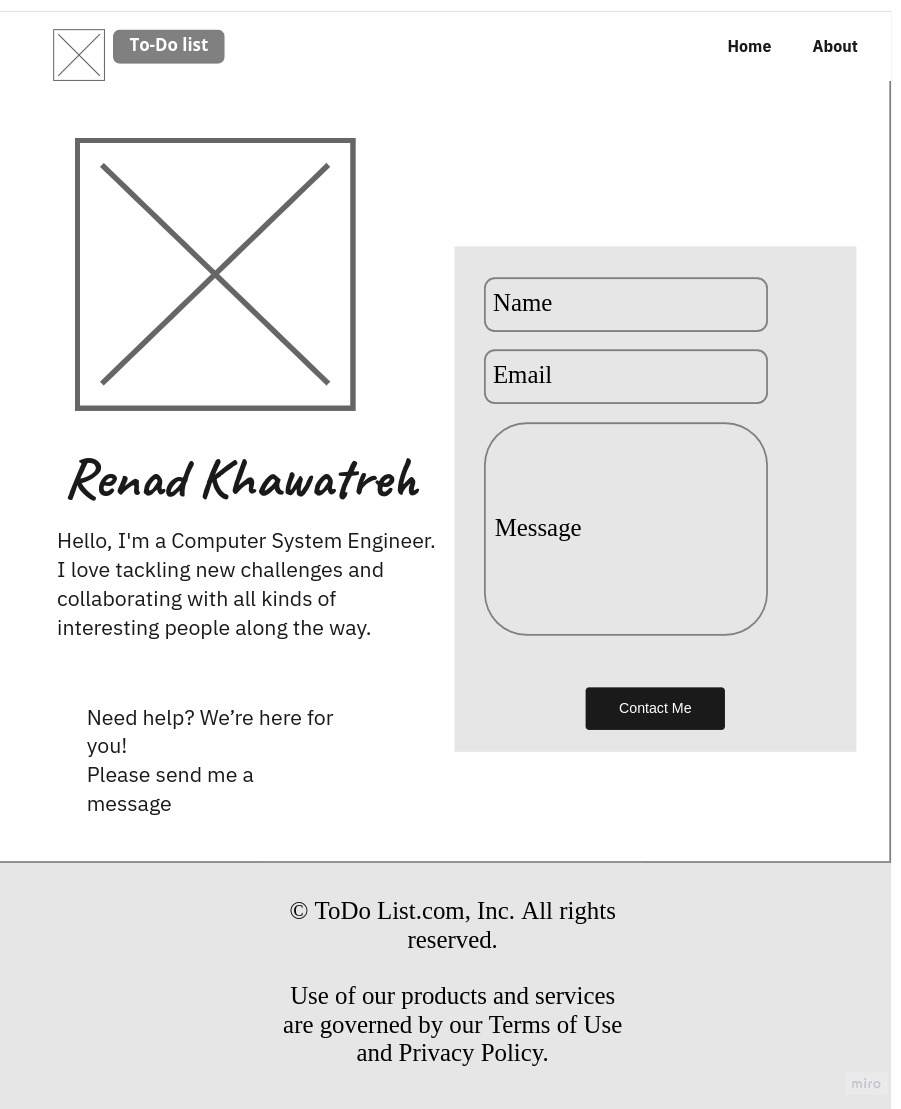 To-Do list
Home
About
Renad Khawatreh
Hello, I'm a Computer System Engineer.
I love tackling new challenges and
collaborating with all kinds of
interesting people along the way.
Need help? We’re here for
you!
Please send me a
message
Name
Email
Message
Contact Me
© ToDo List.com, Inc. All rights
reserved.
Use of our products and services
are governed by our Terms of Use
and Privacy Policy.
miro